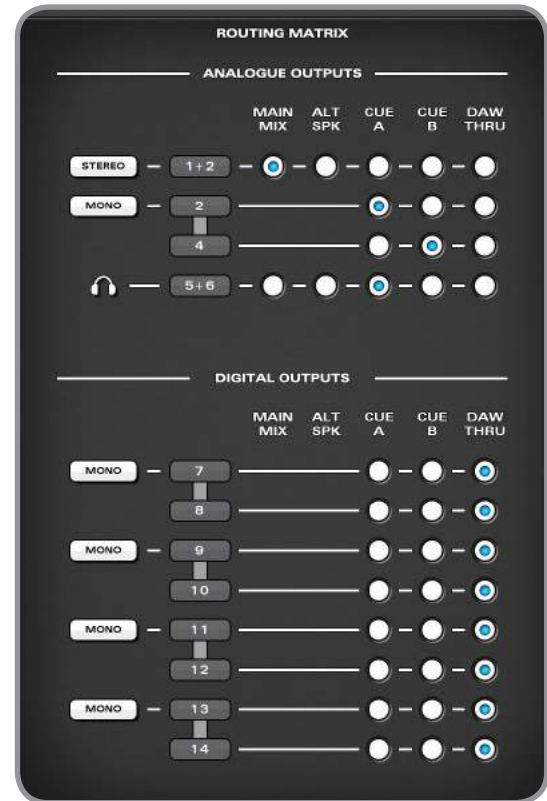 ROUTING MATRIX
ANALOGUE OUTPUTS
MAIN MIX ALT SPK CUE A CUE B DAW THRU
STEREO 1+2
MONO 2
4
5+6
DIGITAL OUTPUTS
MAIN MIX ALT SPK CUE A CUE B DAW THRU
MONO 7
8
MONO 9
10
MONO 11
12
MONO 13
14